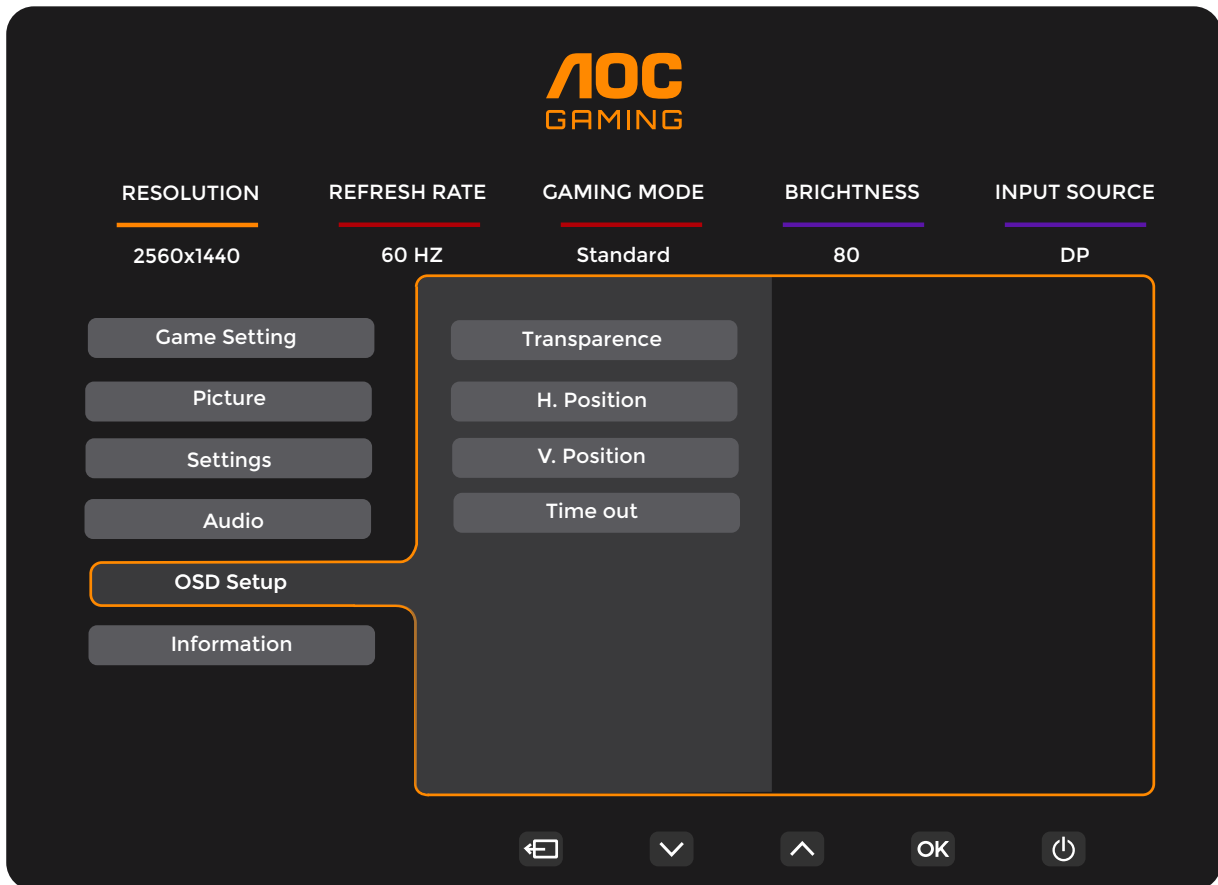 AOC
GAMING
RESOLUTION REFRESH RATE GAMING MODE BRIGHTNESS INPUT SOURCE
2560x1440 60 HZ Standard 80 DP
Game Setting
Picture
Settings
Audio
OSD Setup
Information
Transparence
H. Position
V. Position
Time out
OK